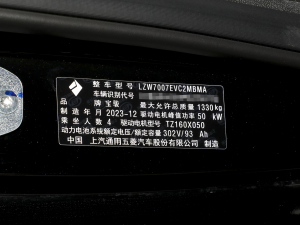 整车型号 LZW7007EVC2MBMA
车辆识别代号
品牌 宝骏 最大允许总质量 1330 kg
制造年月 2023-12 驱动电机峰值功率 50 kW
乘坐人数 4 驱动电机型号 TZ160X050
动力电池系统额定电压/额定容量 302V/93 Ah
中国 上汽通用五菱汽车股份有限公司 制造